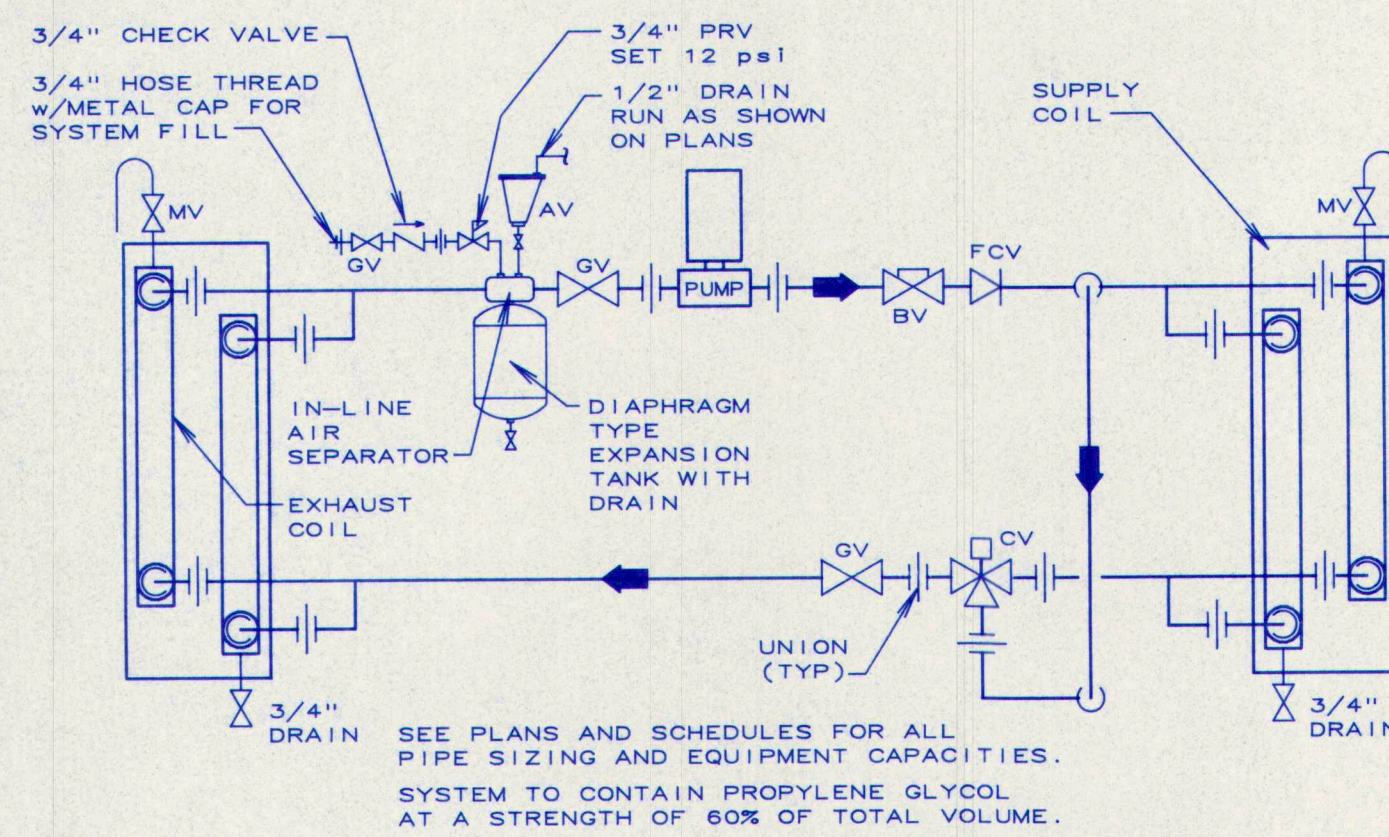 3/4" CHECK VALVE
3/4" HOSE THREAD
w/METAL CAP FOR
SYSTEM FILL
3/4" PRV
SET 12 psi
1/2" DRAIN
RUN AS SHOWN
ON PLANS
SUPPLY
COIL
MV
AV
MV
GV
GV
PUMP
BV
FCV
IN-LINE
AIR
SEPARATOR
DIAPHRAGM
TYPE
EXPANSION
TANK WITH
DRAIN
EXHAUST
COIL
GV
CV
UNION
(TYP)
3/4"
DRAIN
3/4"
DRAIN
SEE PLANS AND SCHEDULES FOR ALL
PIPE SIZING AND EQUIPMENT CAPACITIES.
SYSTEM TO CONTAIN PROPYLENE GLYCOL
AT A STRENGTH OF 60% OF TOTAL VOLUME.